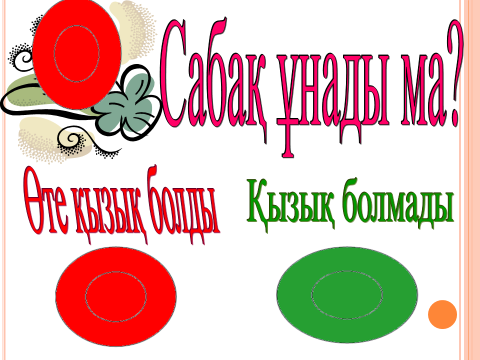 Сабақ ұнады ма?
Өте қызық болды
Қызық болмады